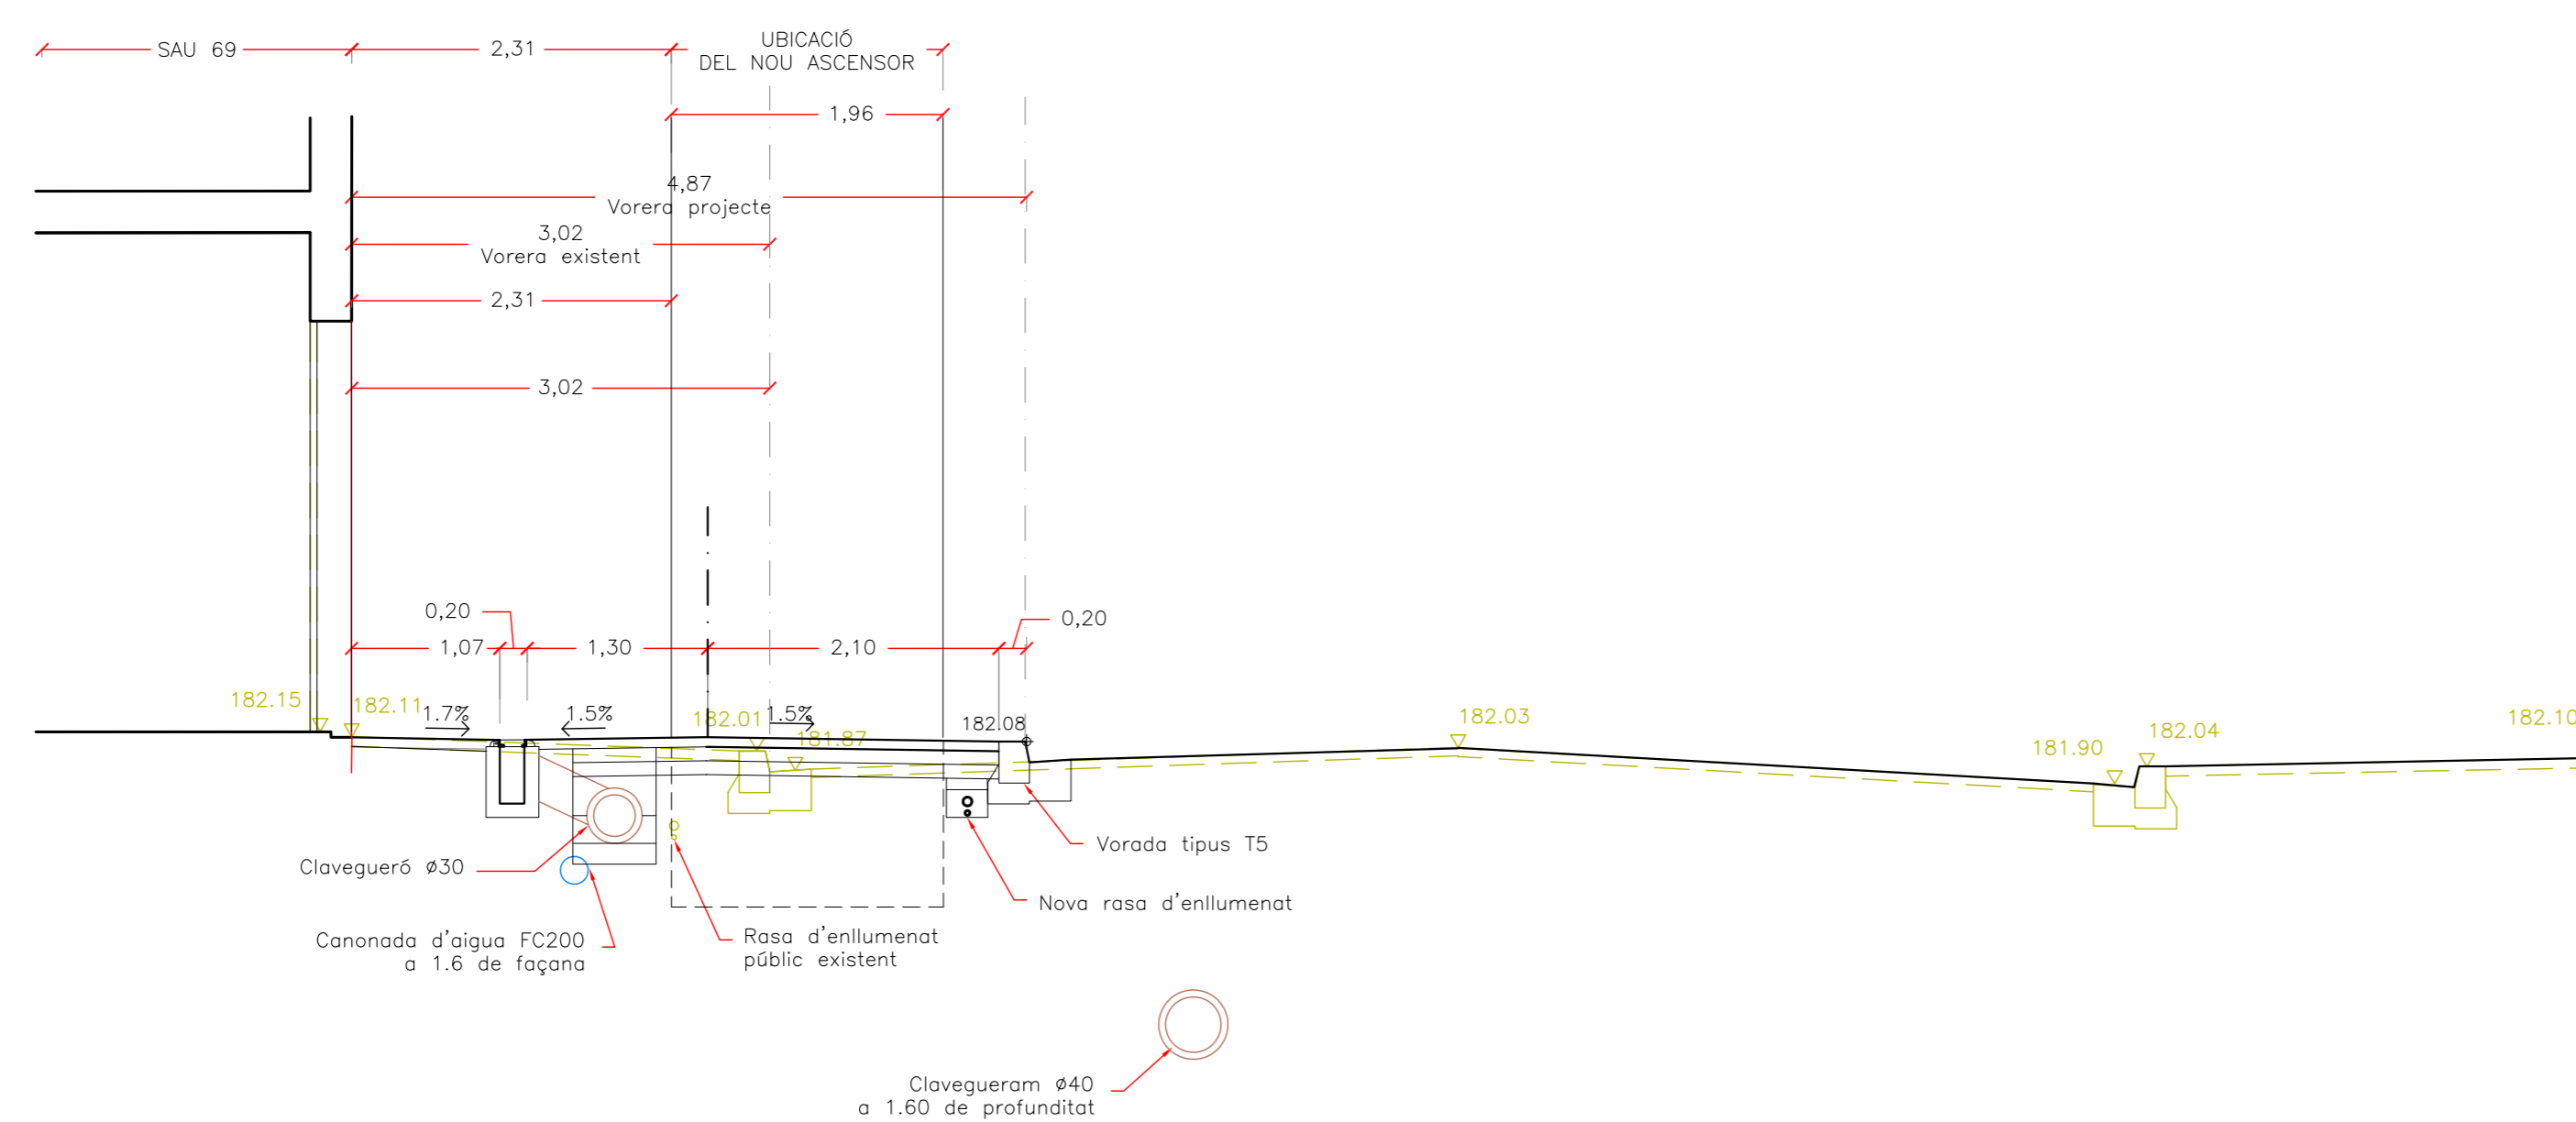 SAU 69
2,31
UBICACIÓ
DEL NOU ASCENSOR
1,96
4,87
Vorera projecte
3,02
Vorera existent
2,31
3,02
0,20
0,20
1,07
1,30
2,10
182.15
182.11
1.7%
1.5%
182.01
1.5%
181.87
182.08
182.03
181.90
182.04
182.10
Clavegueró ø30
Vorada tipus T5
Nova rasa d'enllumenat
Canonada d'aigua FC200
a 1.6 de façana
Rasa d'enllumenat
públic existent
Clavegueram ø40
a 1.60 de profunditat